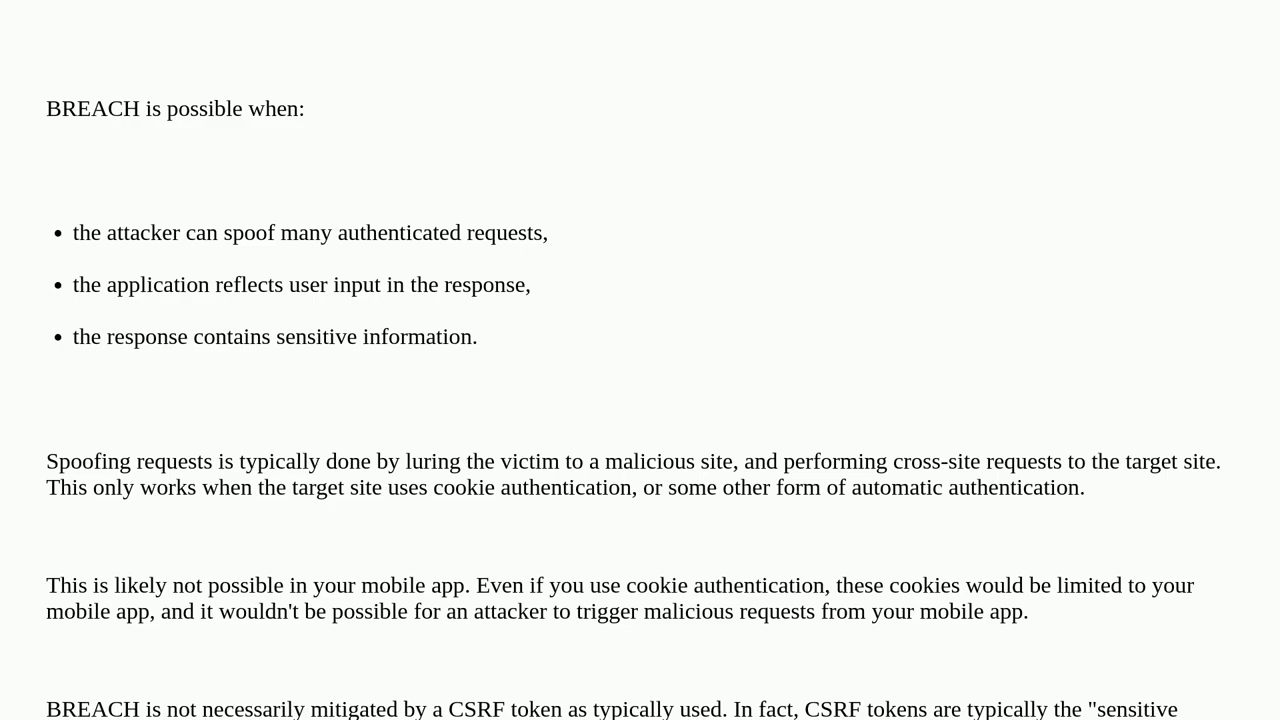 BREACH is possible when:
• the attacker can spoof many authenticated requests,
• the application reflects user input in the response,
• the response contains sensitive information.
Spoofing requests is typically done by luring the victim to a malicious site, and performing cross-site requests to the target site.
This only works when the target site uses cookie authentication, or some other form of automatic authentication.
This is likely not possible in your mobile app. Even if you use cookie authentication, these cookies would be limited to your
mobile app, and it wouldn't be possible for an attacker to trigger malicious requests from your mobile app.
BREACH is not necessarily mitigated by a CSRF token as typically used. In fact, CSRF tokens are typically the "sensitive